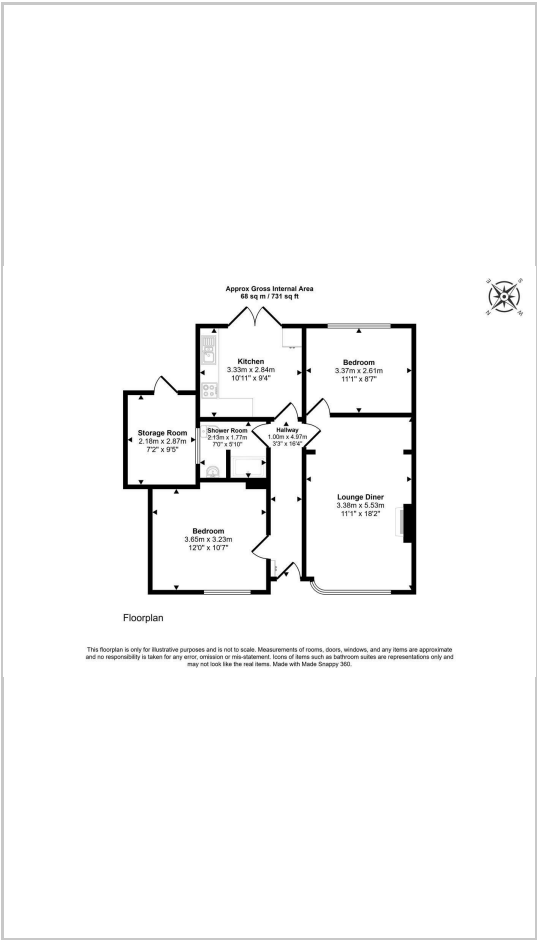 Approx Gross Internal Area
68 sq m / 731 sq ft
E
S
N
W
Kitchen
3.33m x 2.84m
10'11" x 9'4"
Bedroom
3.37m x 2.61m
11'1" x 8'7"
Storage Room
2.18m x 2.87m
7'2" x 9'5"
Shower Room
2.13m x 1.77m
7'0" x 5'10"
Hallway
1.00m x 4.97m
3'3" x 16'4"
Lounge Diner
3.38m x 5.53m
11'1" x 18'2"
Bedroom
3.65m x 3.23m
12'0" x 10'7"
Floorplan
This floorplan is only for illustrative purposes and is not to scale. Measurements of rooms, doors, windows, and any items are approximate
and no responsibility is taken for any error, omission or mis-statement. Icons of items such as bathroom suites are representations only and
may not look like the real items. Made with Made Snappy 360.